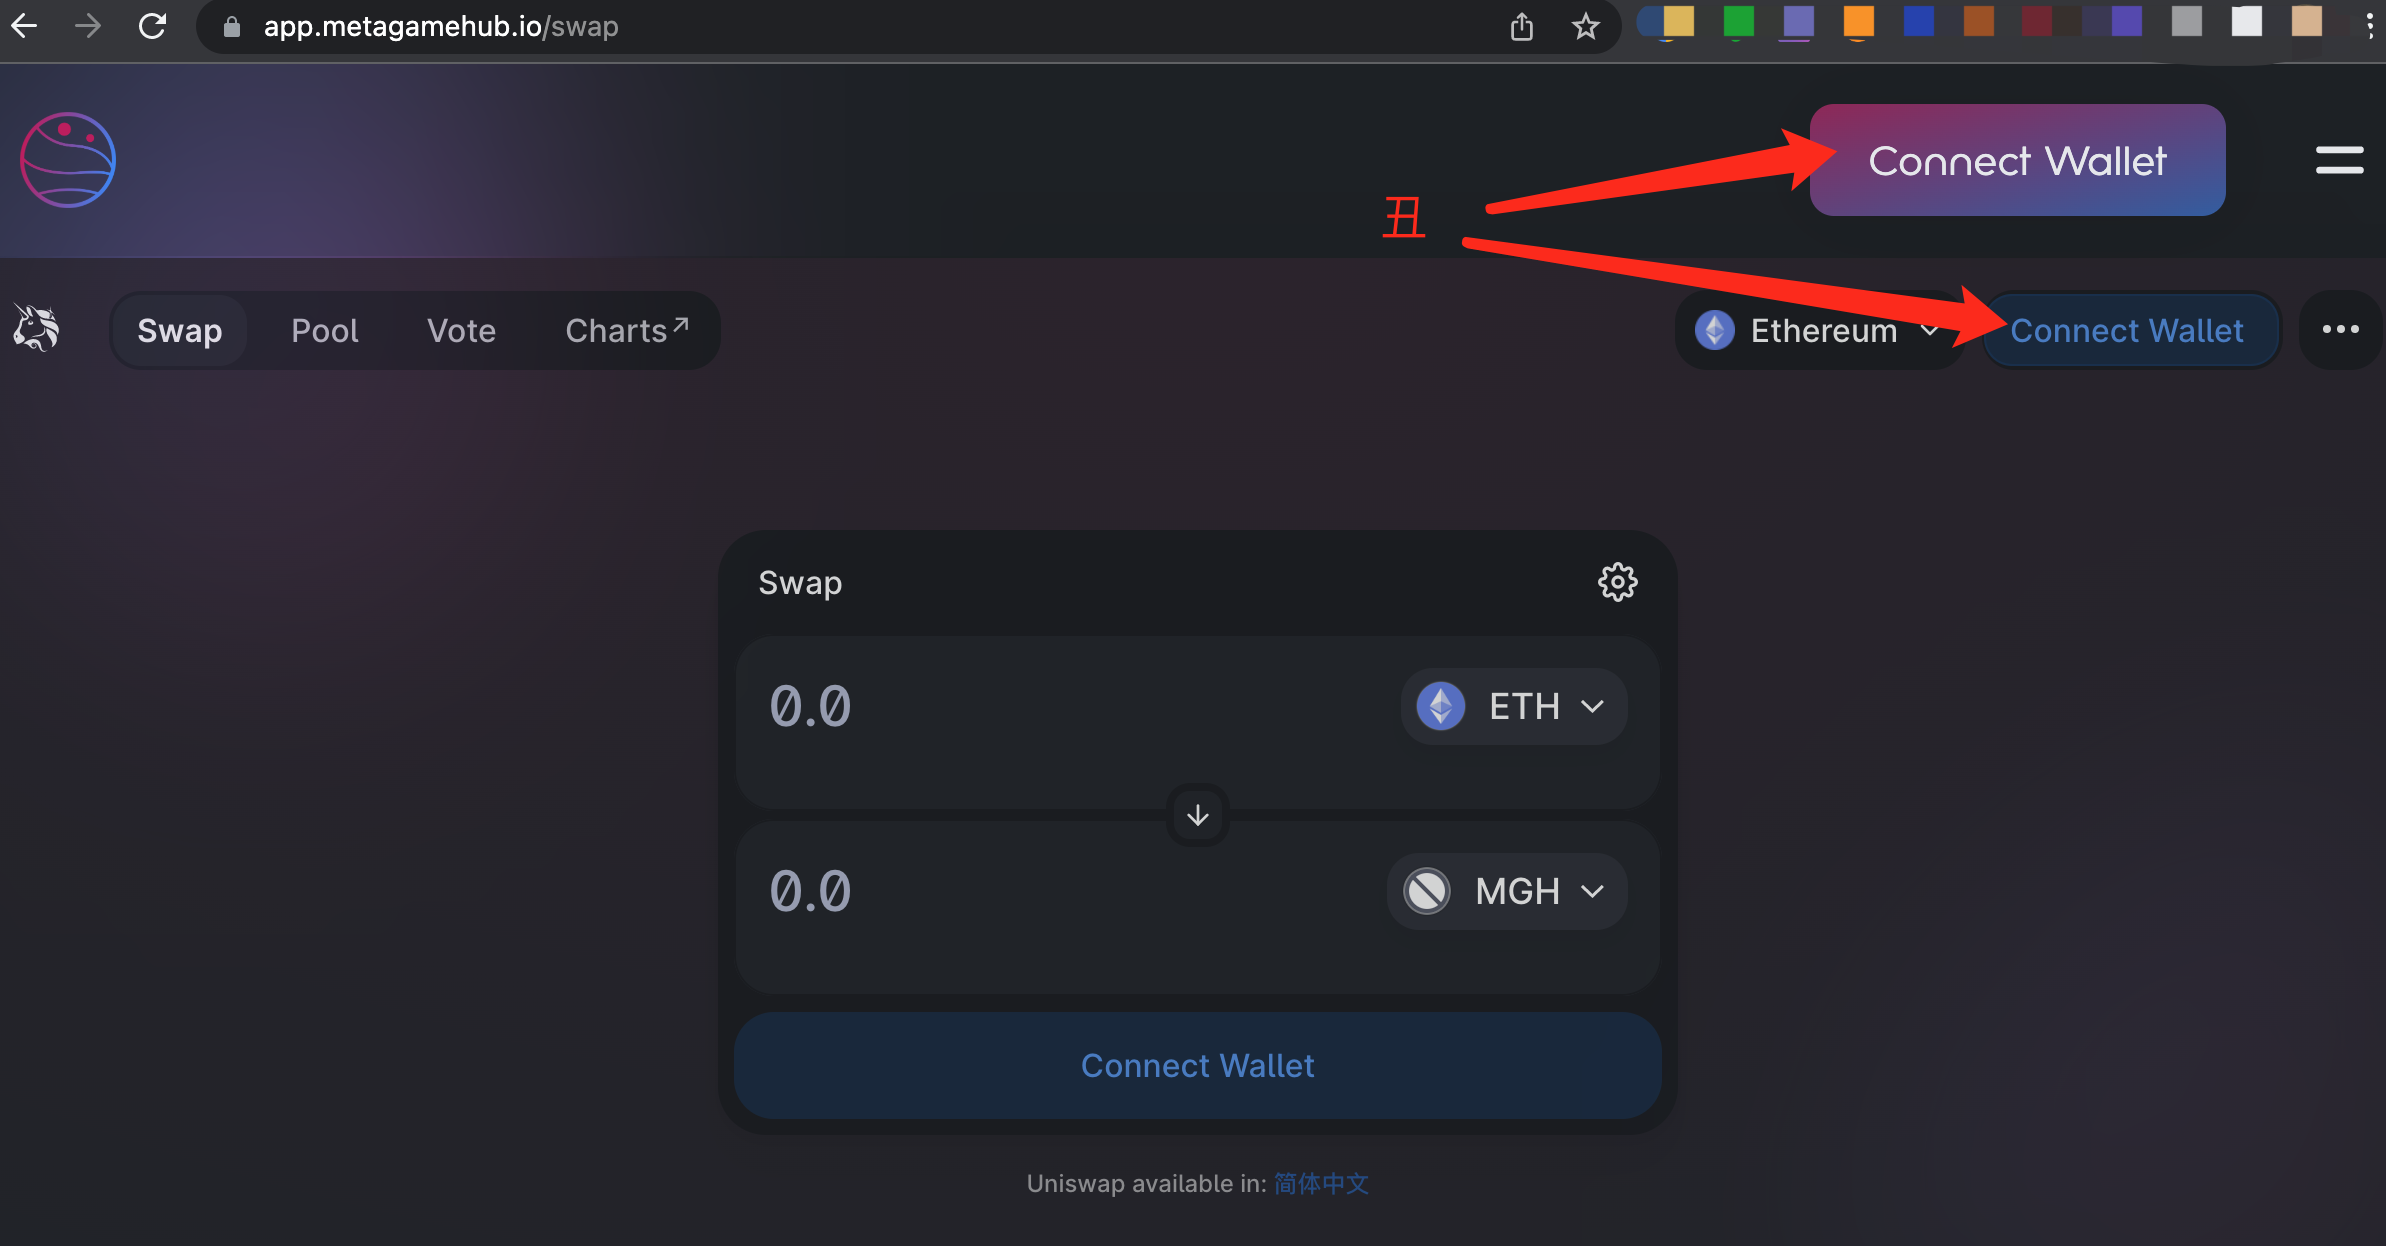 app.metagamehub.io/swap
Connect Wallet
丑
Swap Pool Vote Charts↗ Ethereum Connect Wallet
Swap
0.0 ETH
0.0 MGH
Connect Wallet
Uniswap available in: 简体中文